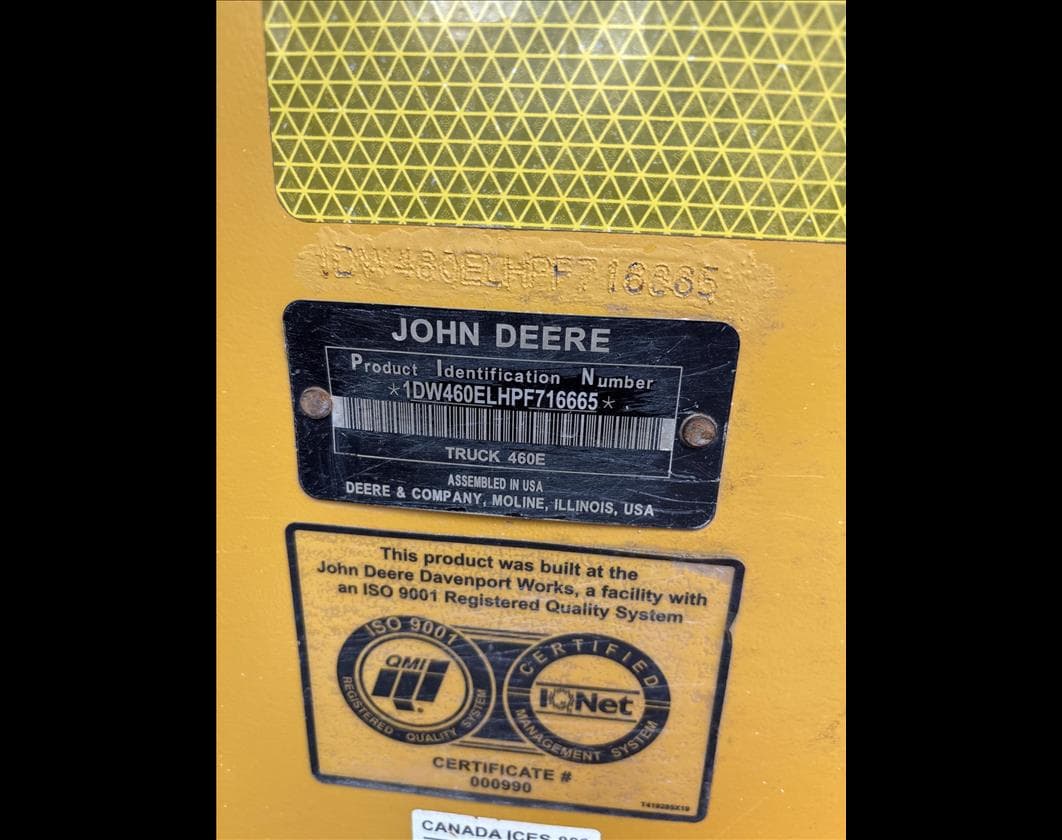 1DW460ELHPF716665
JOHN DEERE
Product Identification Number
*1DW460ELHPF716665*
TRUCK 460E
ASSEMBLED IN USA
DEERE & COMPANY, MOLINE, ILLINOIS, USA
This product was built at the
John Deere Davenport Works, a facility with
an ISO 9001 Registered Quality System
ISO 9001
QMI
REGISTERED QUALITY SYSTEM
CERTIFIED
IQNet
MANAGEMENT SYSTEM
CERTIFICATE #
000990
CANADA ICES